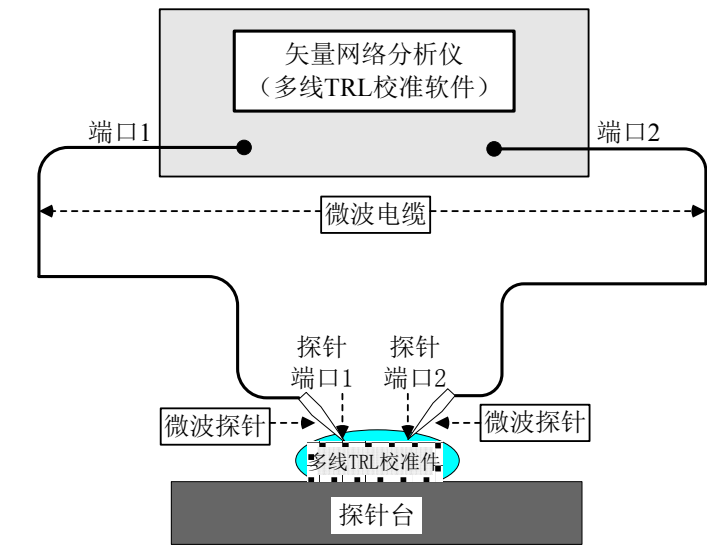 矢量网络分析仪
（多线TRL校准软件）
端口1
端口2
微波电缆
探针
端口1
探针
端口2
微波探针
微波探针
多线TRL校准件
探针台